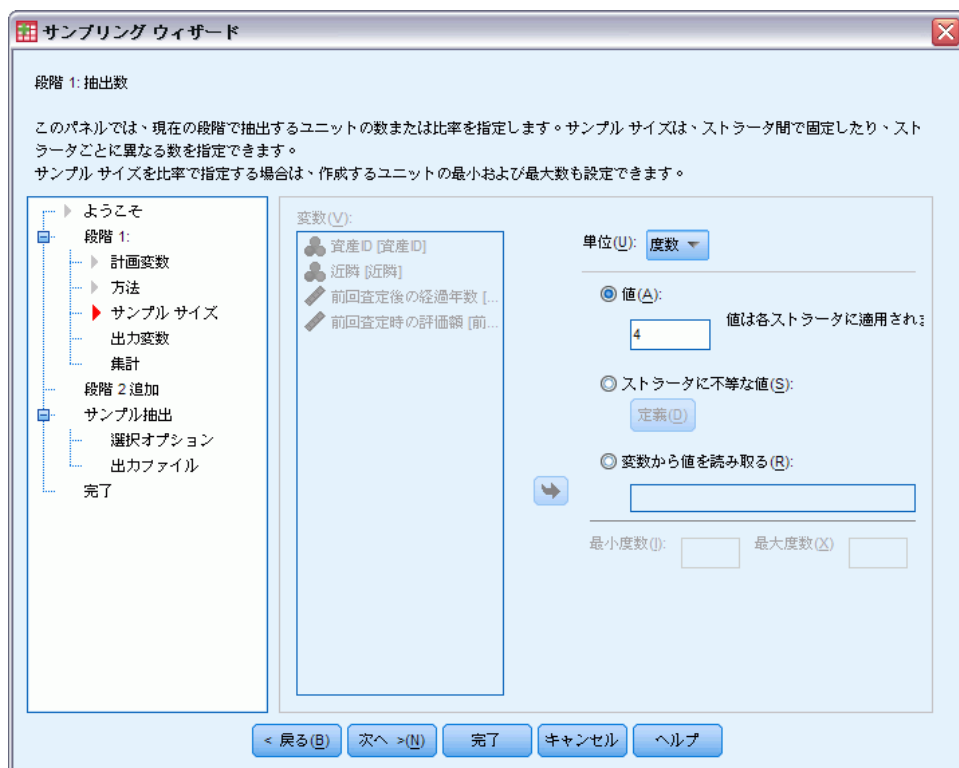 サンプリング ウィザード
段階 1: 抽出数
このパネルでは、現在の段階で抽出するユニットの数または比率を指定します。サンプル サイズは、ストラータ間で固定したり、スト
ラータごとに異なる数を指定できます。
サンプル サイズを比率で指定する場合は、作成するユニットの最小および最大数も設定できます。
ようこそ
段階 1:
計画変数
方法
サンプル サイズ
出力変数
集計
段階 2 追加
サンプル抽出
選択オプション
出力ファイル
完了
変数(V):
資産ID [資産ID]
近隣 [近隣]
前回査定後の経過年数 [...
前回査定時の評価額 [前...
単位(U): 度数
値(A):
4
値は各ストラータに適用されま
ストラータに不等な値(S):
定義(D)
変数から値を読み取る(R):
最小度数(I):
最大度数(X)
< 戻る(B)
次へ >(N)
完了
キャンセル
ヘルプ